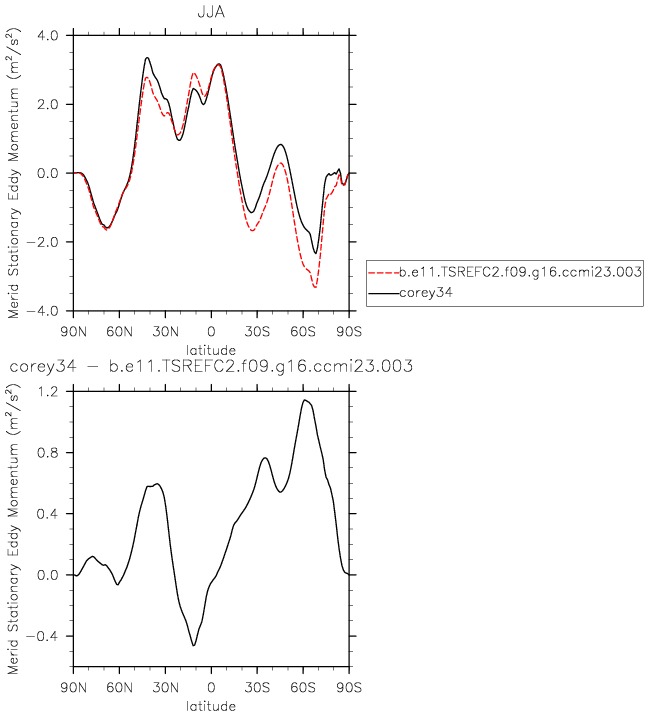 JJA
Merid Stationary Eddy Momentum (m²/s²)
4.0
2.0
0.0
−2.0
−4.0
90N 60N 30N 0 30S 60S 90S
latitude
b.e11.TSREFC2.f09.g16.ccmi23.003
corey34
corey34 − b.e11.TSREFC2.f09.g16.ccmi23.003
Merid Stationary Eddy Momentum (m²/s²)
1.2
0.8
0.4
0.0
−0.4
90N 60N 30N 0 30S 60S 90S
latitude